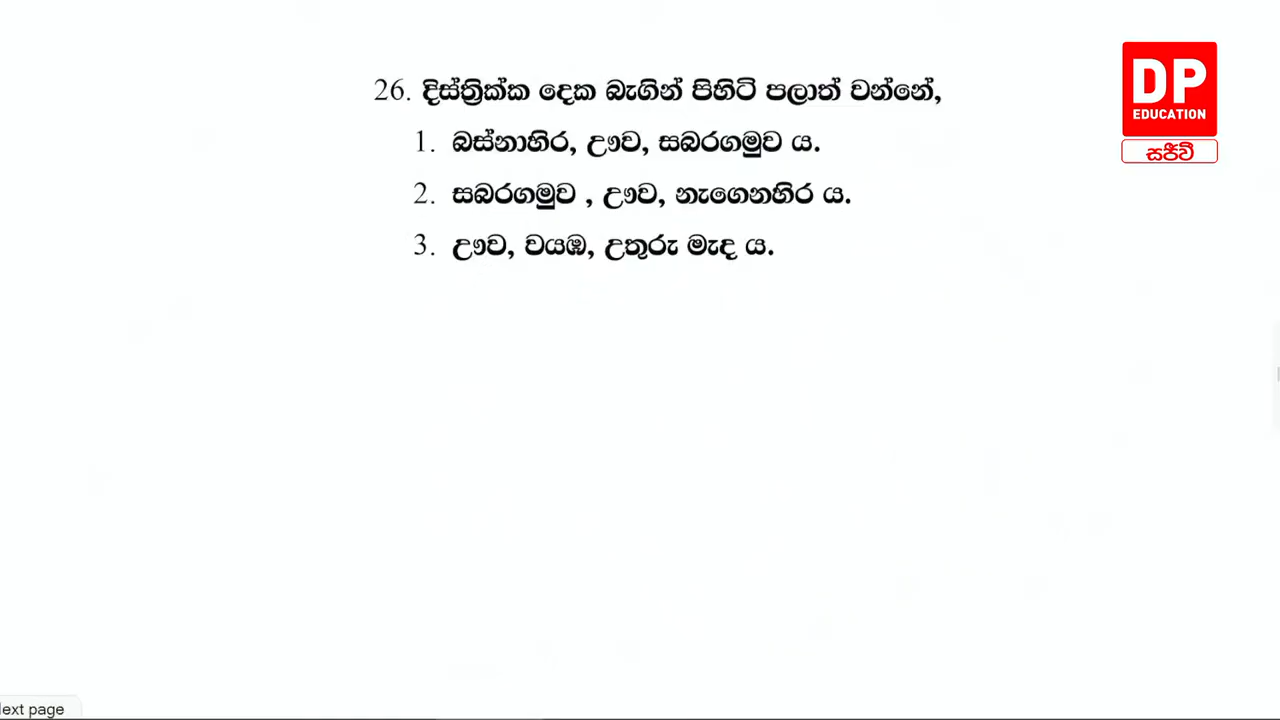 DP
EDUCATION
සජීවී
26. දිස්ත්‍රික්ක දෙක බැගින් පිහිටි පලාත් වන්නේ,
1. බස්නාහිර, ඌව, සබරගමුව ය.
2. සබරගමුව , ඌව, නැගෙනහිර ය.
3. ඌව, වයඹ, උතුරු මැද ය.
lext page